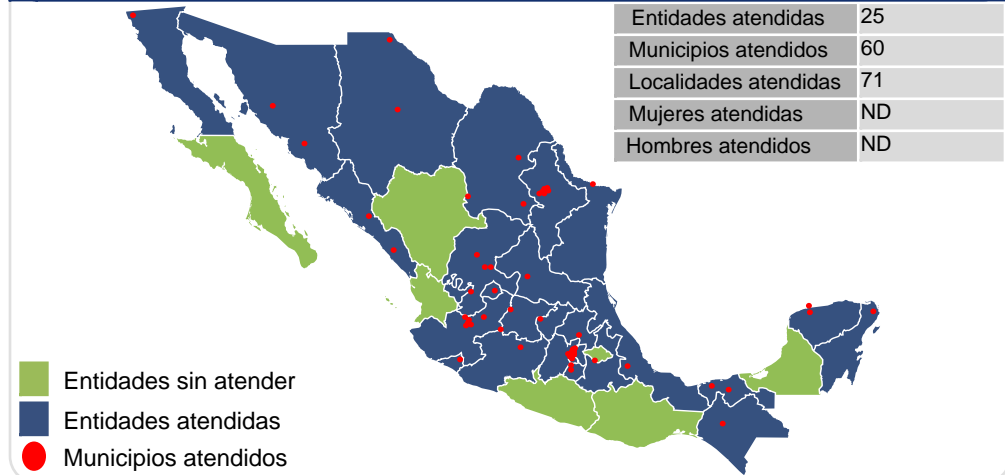 Entidades atendidas 25
Municipios atendidos 60
Localidades atendidas 71
Mujeres atendidas ND
Hombres atendidos ND
Entidades sin atender
Entidades atendidas
Municipios atendidos